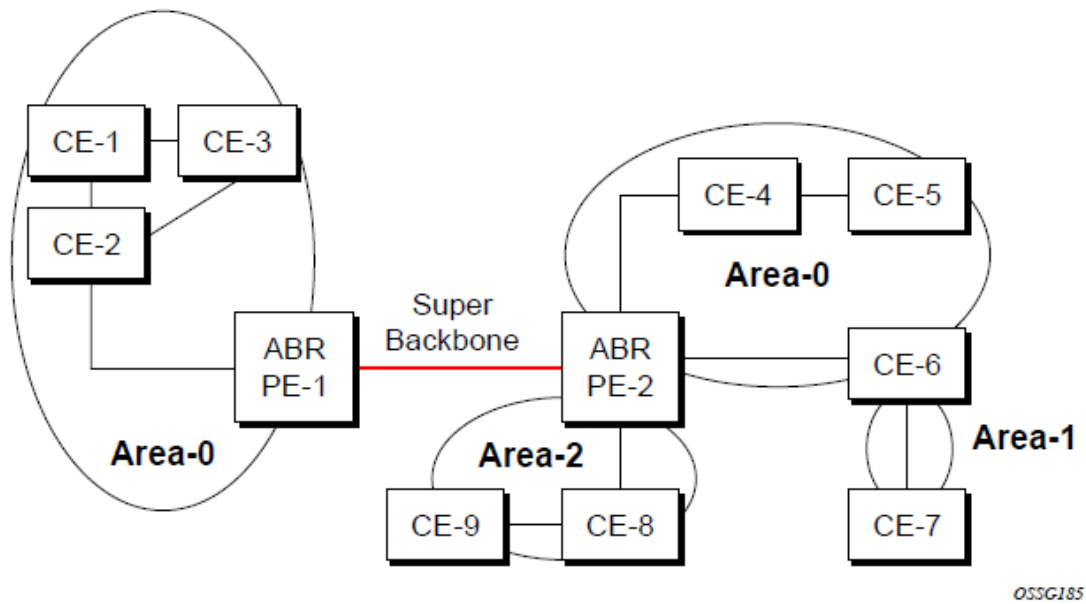 CE-1
CE-3
CE-2
ABR
PE-1
Area-0
Super
Backbone
CE-4
CE-5
Area-0
ABR
PE-2
CE-6
Area-2
Area-1
CE-9
CE-8
CE-7
OSSG185